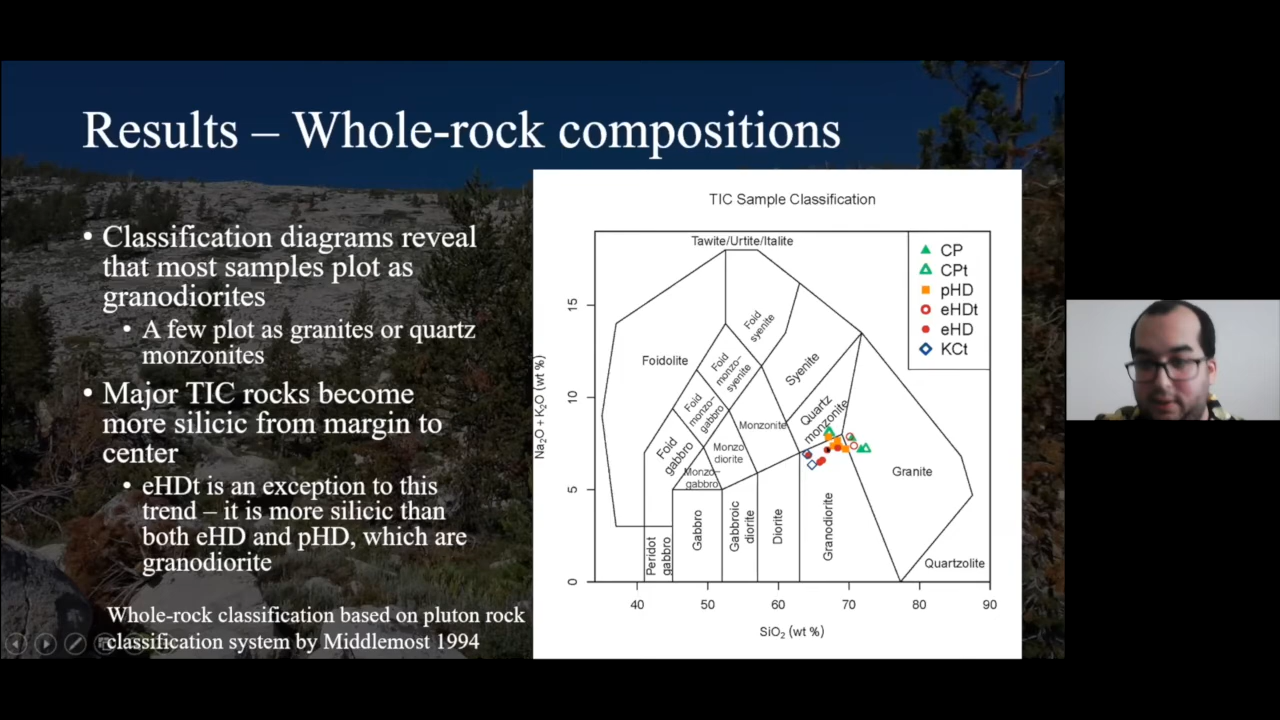 Results – Whole-rock compositions
• Classification diagrams reveal
that most samples plot as
granodiorites
• A few plot as granites or quartz
monzonites
• Major TIC rocks become
more silicic from margin to
center
• eHDt is an exception to this
trend – it is more silicic than
both eHD and pHD, which are
granodiorite
Whole-rock classification based on pluton rock
classification system by Middlemost 1994
TIC Sample Classification
Tawite/Urtite/Italite
CP
CPt
pHD
eHDt
eHD
KCt
Foidolite
Foid
syenite
Foid
monzo–
syenite
Foid
monzo–
gabbro
Foid
gabbro
Syenite
Quartz
monzonite
Monzonite
Monzo
diorite
Monzo–
gabbro
Granite
Peridot
gabbro
Gabbro
Gabbroic
diorite
Diorite
Granodiorite
Quartzolite
Na₂O + K₂O (wt %)
15
10
5
0
40 50 60 70 80 90
SiO₂ (wt %)